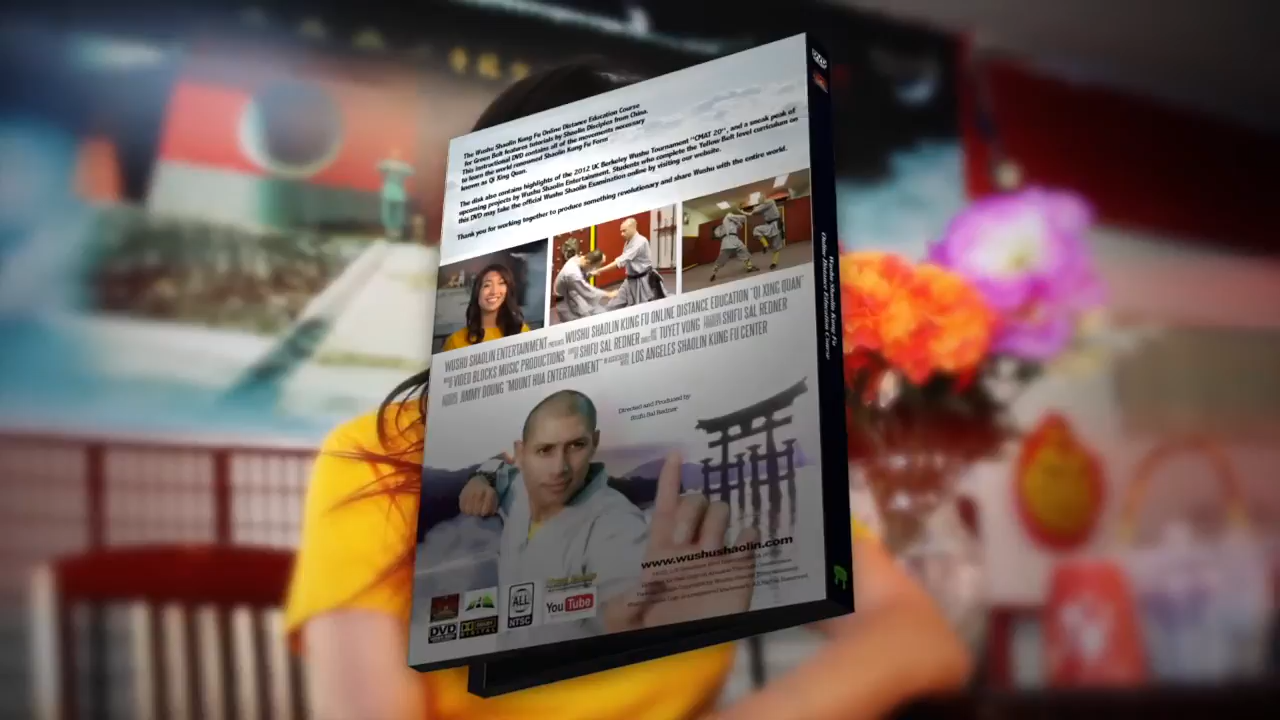 The Wushu Shaolin Kung Fu Online Distance Education Course
for Green Belt features tutorials by Shaolin Disciples from China.
This instructional DVD contains all of the movements necessary
to learn the world renowned Shaolin Kung Fu Form
known as Qi Xing Quan.
The disk also contains highlights of the 2012 UC Berkeley Wushu Tournament "CMAT 20", and a sneak peak of
upcoming projects by Wushu Shaolin Entertainment. Students who complete the Yellow Belt level curriculum on
this DVD may take the official Wushu Shaolin Examination online by visiting our website.
Thank you for working together to produce something revolutionary and share Wushu with the entire world.
WUSHU SHAOLIN ENTERTAINMENT PRESENTS WUSHU SHAOLIN KUNG FU ONLINE DISTANCE EDUCATION "QI XING QUAN"
VIDEO BLOCKS MUSIC PRODUCTIONS SHIFU SAL REDNER TUYET VONG SHIFU SAL REDNER
JIMMY DOUNG "MOUNT HUA ENTERTAINMENT" LOS ANGELES SHAOLIN KUNG FU CENTER
Directed and Produced by
Shifu Sal Redner
www.wushushaolin.com
DVD
DIGITAL
ALL
NTSC
YouTube
DVD
Wushu Shaolin Kung Fu
Online Distance Education Course